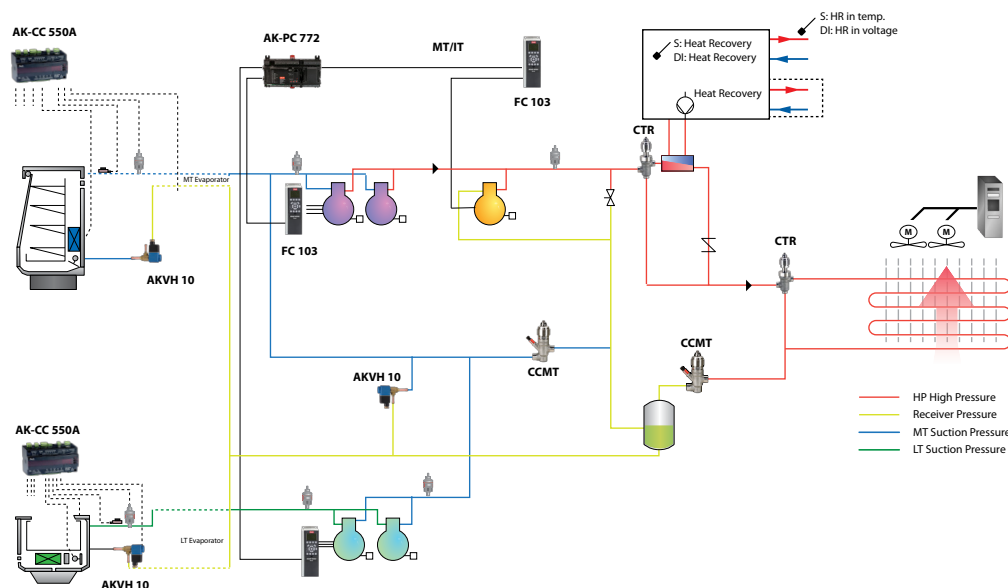 AK-CC 550A
AK-PC 772
MT/IT
FC 103
S: HR in temp.
DI: HR in voltage
S: Heat Recovery
DI: Heat Recovery
Heat Recovery
CTR
MT Evaporator
FC 103
AKVH 10
M
M
CTR
CCMT
CCMT
AKVH 10
HP High Pressure
Receiver Pressure
MT Suction Pressure
LT Suction Pressure
AK-CC 550A
LT Evaporator
AKVH 10